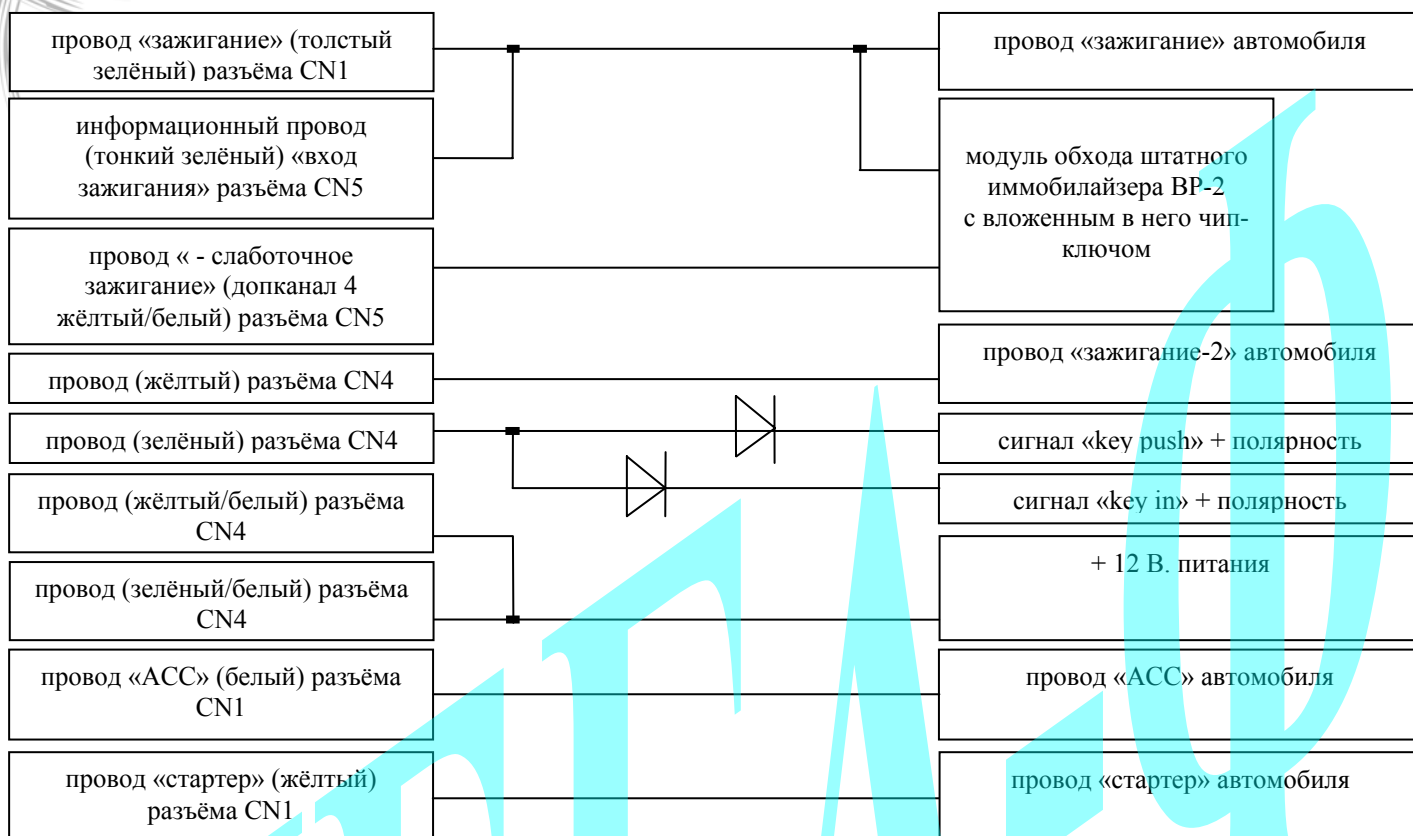 провод «зажигание» (толстый
зелёный) разъёма CN1
провод «зажигание» автомобиля
информационный провод
(тонкий зелёный) «вход
зажигания» разъёма CN5
модуль обхода штатного
иммобилайзера BP-2
с вложенным в него чип-
ключом
провод « - слаботочное
зажигание» (допканал 4
жёлтый/белый) разъёма CN5
провод «зажигание-2» автомобиля
провод (жёлтый) разъёма CN4
провод (зелёный) разъёма CN4
сигнал «key push» + полярность
провод (жёлтый/белый) разъёма
CN4
сигнал «key in» + полярность
+ 12 В. питания
провод (зелёный/белый) разъёма
CN4
провод «ACC» (белый) разъёма
CN1
провод «ACC» автомобиля
провод «стартер» (жёлтый)
разъёма CN1
провод «стартер» автомобиля